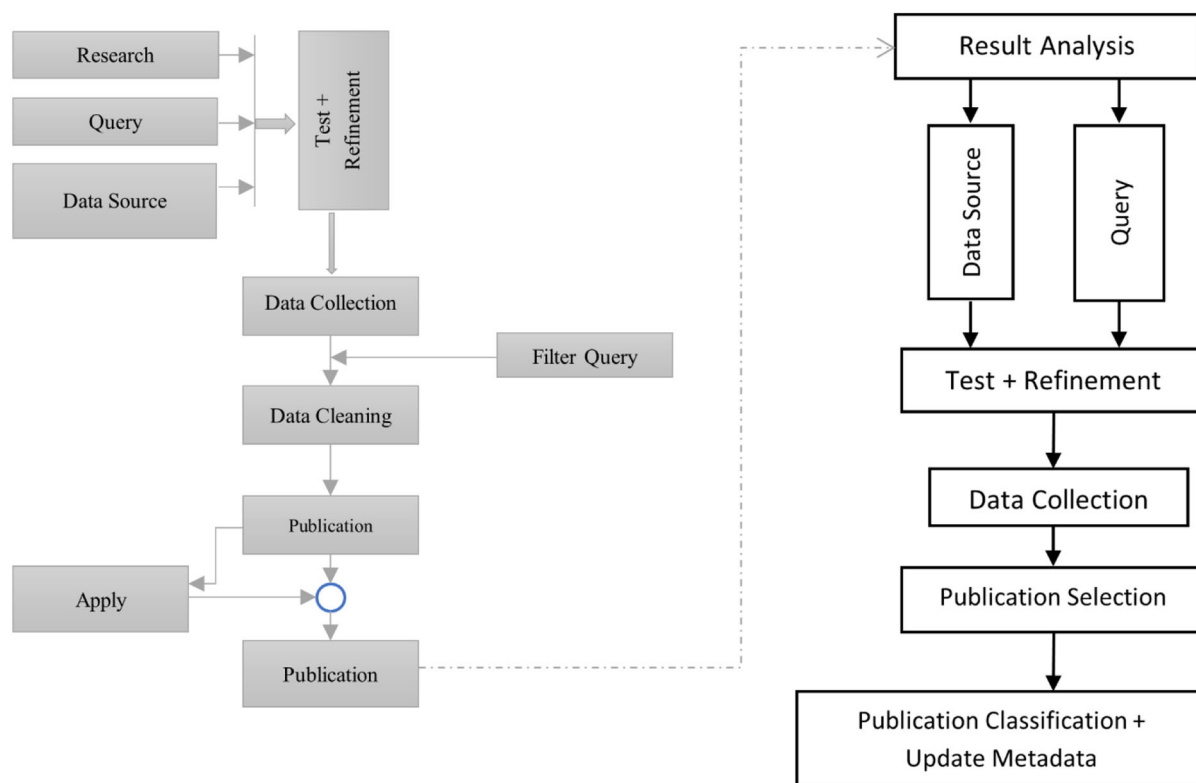 Research
Query
Data Source
Test +
Refinement
Data Collection
Filter Query
Data Cleaning
Publication
Apply
Publication
Result Analysis
Data Source
Query
Test + Refinement
Data Collection
Publication Selection
Publication Classification +
Update Metadata